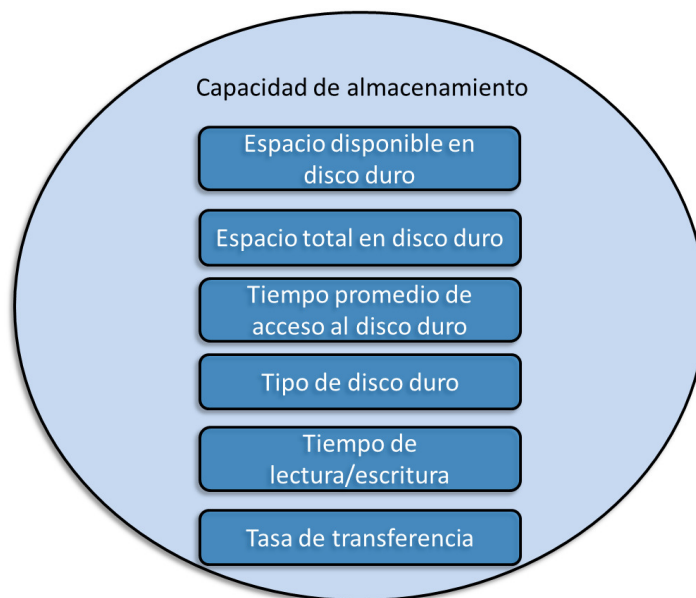 Capacidad de almacenamiento
Espacio disponible en
disco duro
Espacio total en disco duro
Tiempo promedio de
acceso al disco duro
Tipo de disco duro
Tiempo de
lectura/escritura
Tasa de transferencia